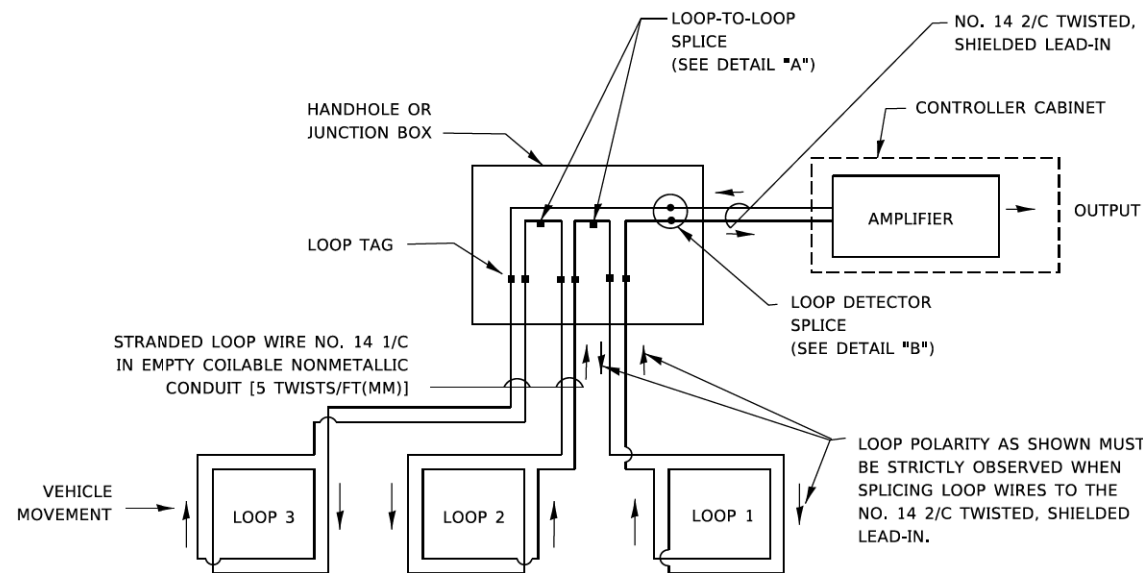 LOOP-TO-LOOP
SPLICE
(SEE DETAIL "A")
NO. 14 2/C TWISTED,
SHIELDED LEAD-IN
HANDHOLE OR
JUNCTION BOX
CONTROLLER CABINET
AMPLIFIER
OUTPUT
LOOP TAG
LOOP DETECTOR
SPLICE
(SEE DETAIL "B")
STRANDED LOOP WIRE NO. 14 1/C
IN EMPTY COILABLE NONMETALLIC
CONDUIT [5 TWISTS/FT(MM)]
LOOP POLARITY AS SHOWN MUST
BE STRICTLY OBSERVED WHEN
SPLICING LOOP WIRES TO THE
NO. 14 2/C TWISTED, SHIELDED
LEAD-IN.
VEHICLE
MOVEMENT
LOOP 3
LOOP 2
LOOP 1